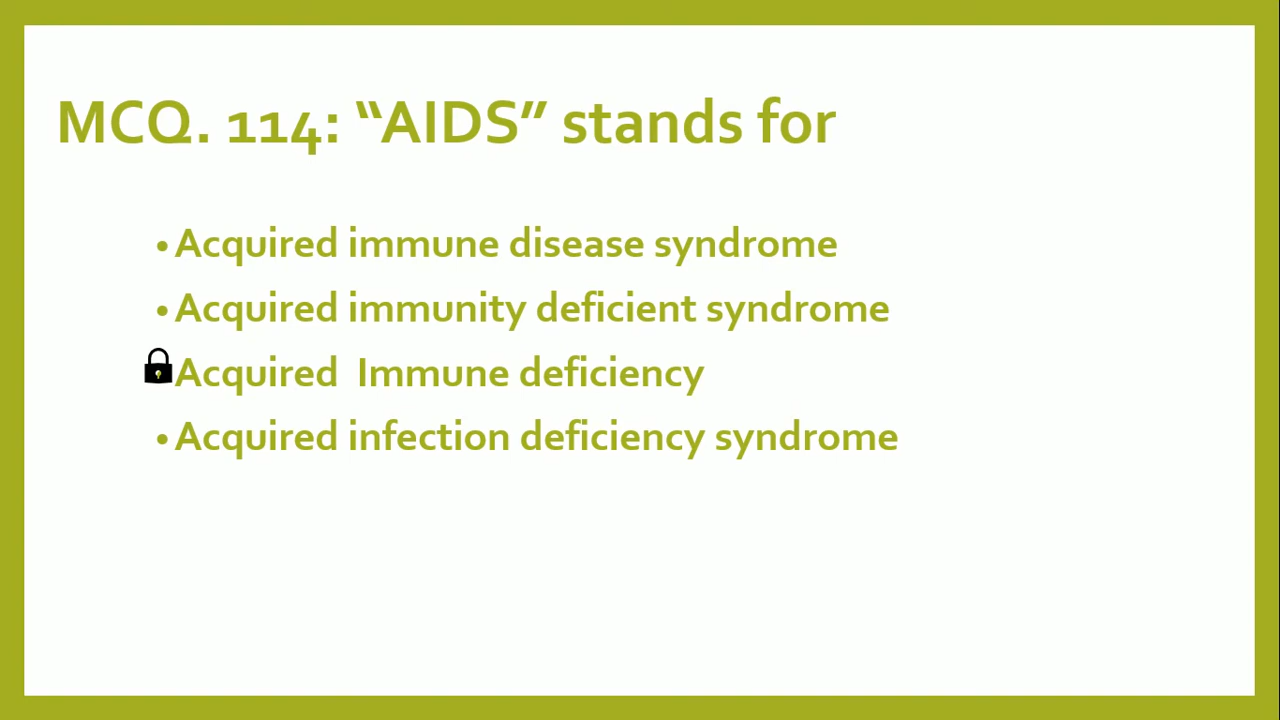 MCQ. 114: “AIDS” stands for
• Acquired immune disease syndrome
• Acquired immunity deficient syndrome
Acquired  Immune deficiency
• Acquired infection deficiency syndrome